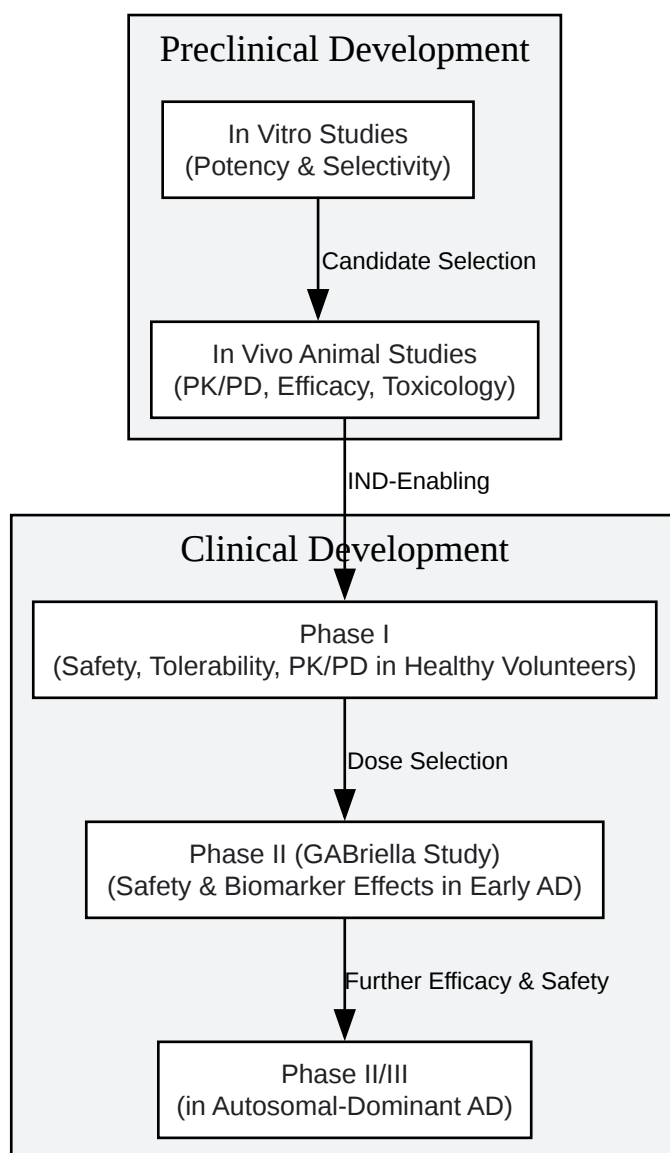 Preclinical Development
In Vitro Studies
(Potency & Selectivity)
Candidate Selection
In Vivo Animal Studies
(PK/PD, Efficacy, Toxicology)
IND-Enabling
Clinical Development
Phase I
(Safety, Tolerability, PK/PD in Healthy Volunteers)
Dose Selection
Phase II (GABriella Study)
(Safety & Biomarker Effects in Early AD)
Further Efficacy & Safety
Phase II/III
(in Autosomal-Dominant AD)